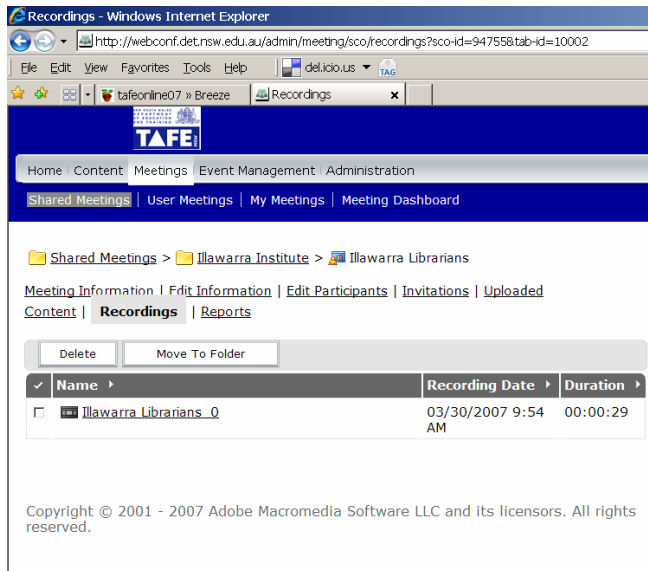 Recordings - Windows Internet Explorer
http://webconf.det.nsw.edu.au/admin/meeting/sco/recordings?sco-id=94755&tab-id=10002
File Edit View Favorites Tools Help del.icio.us TAG
tafeonline07 » Breeze Recordings x
TAFE
Home Content Meetings Event Management Administration
Shared Meetings | User Meetings | My Meetings | Meeting Dashboard
Shared Meetings > Illawarra Institute > Illawarra Librarians
Meeting Information | Edit Information | Edit Participants | Invitations | Uploaded
Content | Recordings | Reports
Delete Move To Folder
Name Recording Date Duration
Illawarra Librarians_0 03/30/2007 9:54 00:00:29
AM
Copyright © 2001 - 2007 Adobe Macromedia Software LLC and its licensors. All rights
reserved.